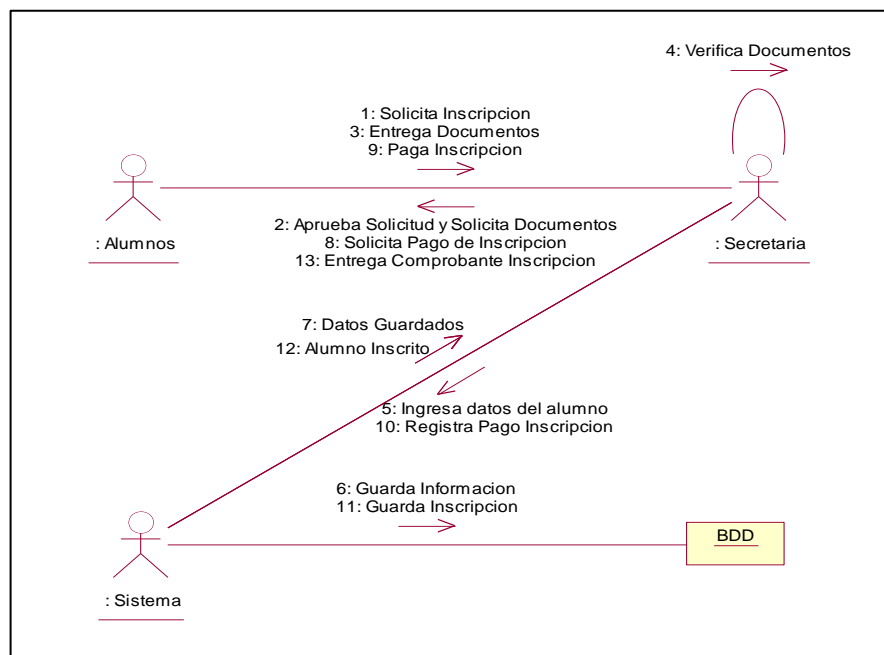 4: Verifica Documentos
1: Solicita Inscripcion
3: Entrega Documentos
9: Paga Inscripcion
2: Aprueba Solicitud y Solicita Documentos
8: Solicita Pago de Inscripcion
13: Entrega Comprobante Inscripcion
: Alumnos
: Secretaria
7: Datos Guardados
12: Alumno Inscrito
5: Ingresa datos del alumno
10: Registra Pago Inscripcion
6: Guarda Informacion
11: Guarda Inscripcion
BDD
: Sistema